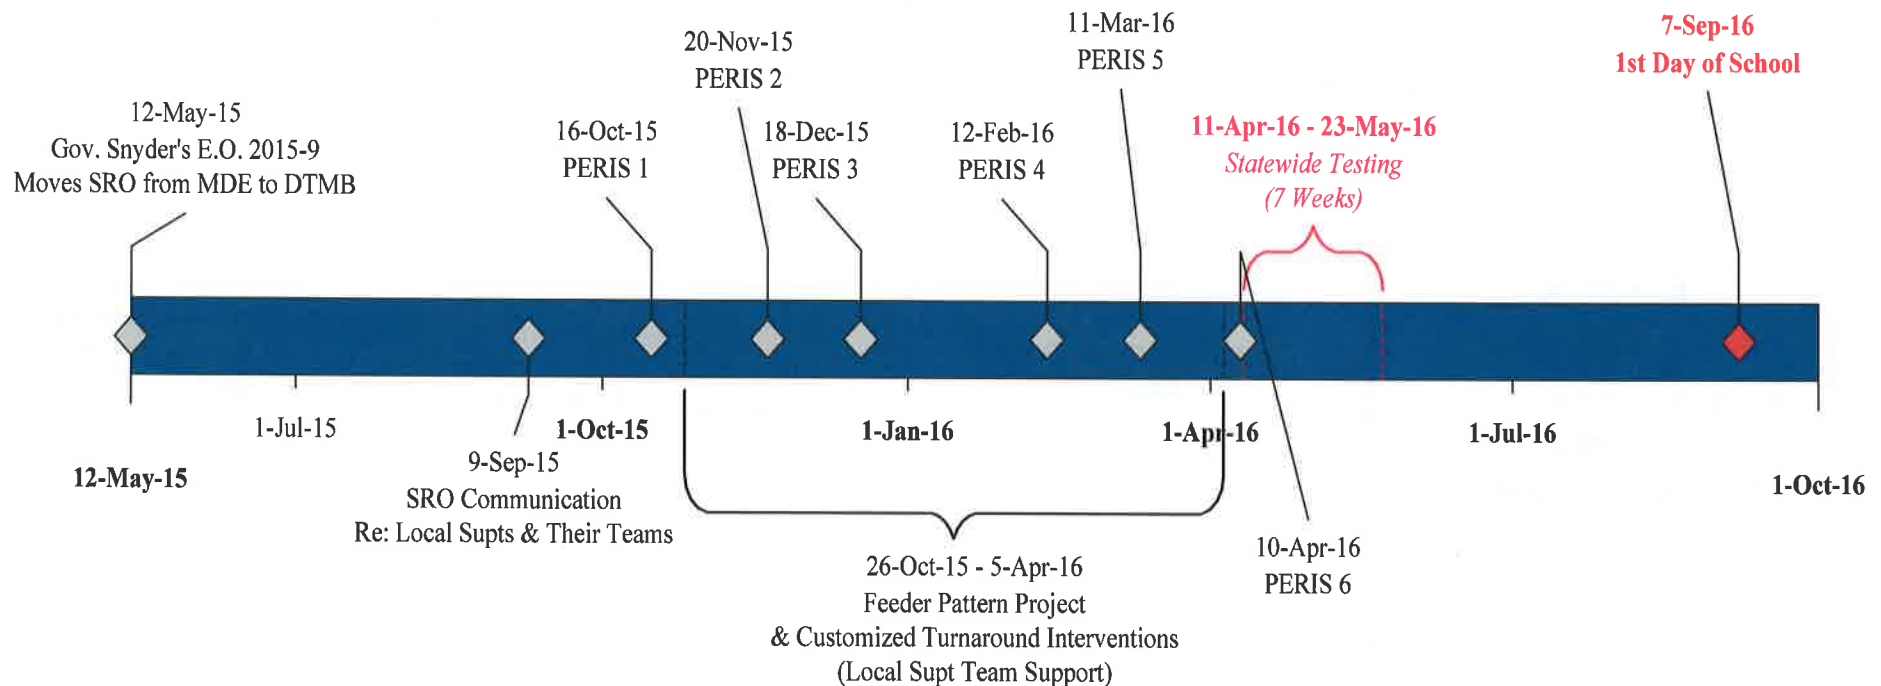 12-May-15
Gov. Snyder's E.O. 2015-9
Moves SRO from MDE to DTMB
16-Oct-15
PERIS 1
20-Nov-15
PERIS 2
18-Dec-15
PERIS 3
12-Feb-16
PERIS 4
11-Mar-16
PERIS 5
11-Apr-16 - 23-May-16
Statewide Testing
(7 Weeks)
7-Sep-16
1st Day of School
1-Jul-15
1-Oct-15
1-Jan-16
1-Apr-16
1-Jul-16
12-May-15
1-Oct-16
9-Sep-15
SRO Communication
Re: Local Supts & Their Teams
26-Oct-15 - 5-Apr-16
Feeder Pattern Project
& Customized Turnaround Interventions
(Local Supt Team Support)
10-Apr-16
PERIS 6